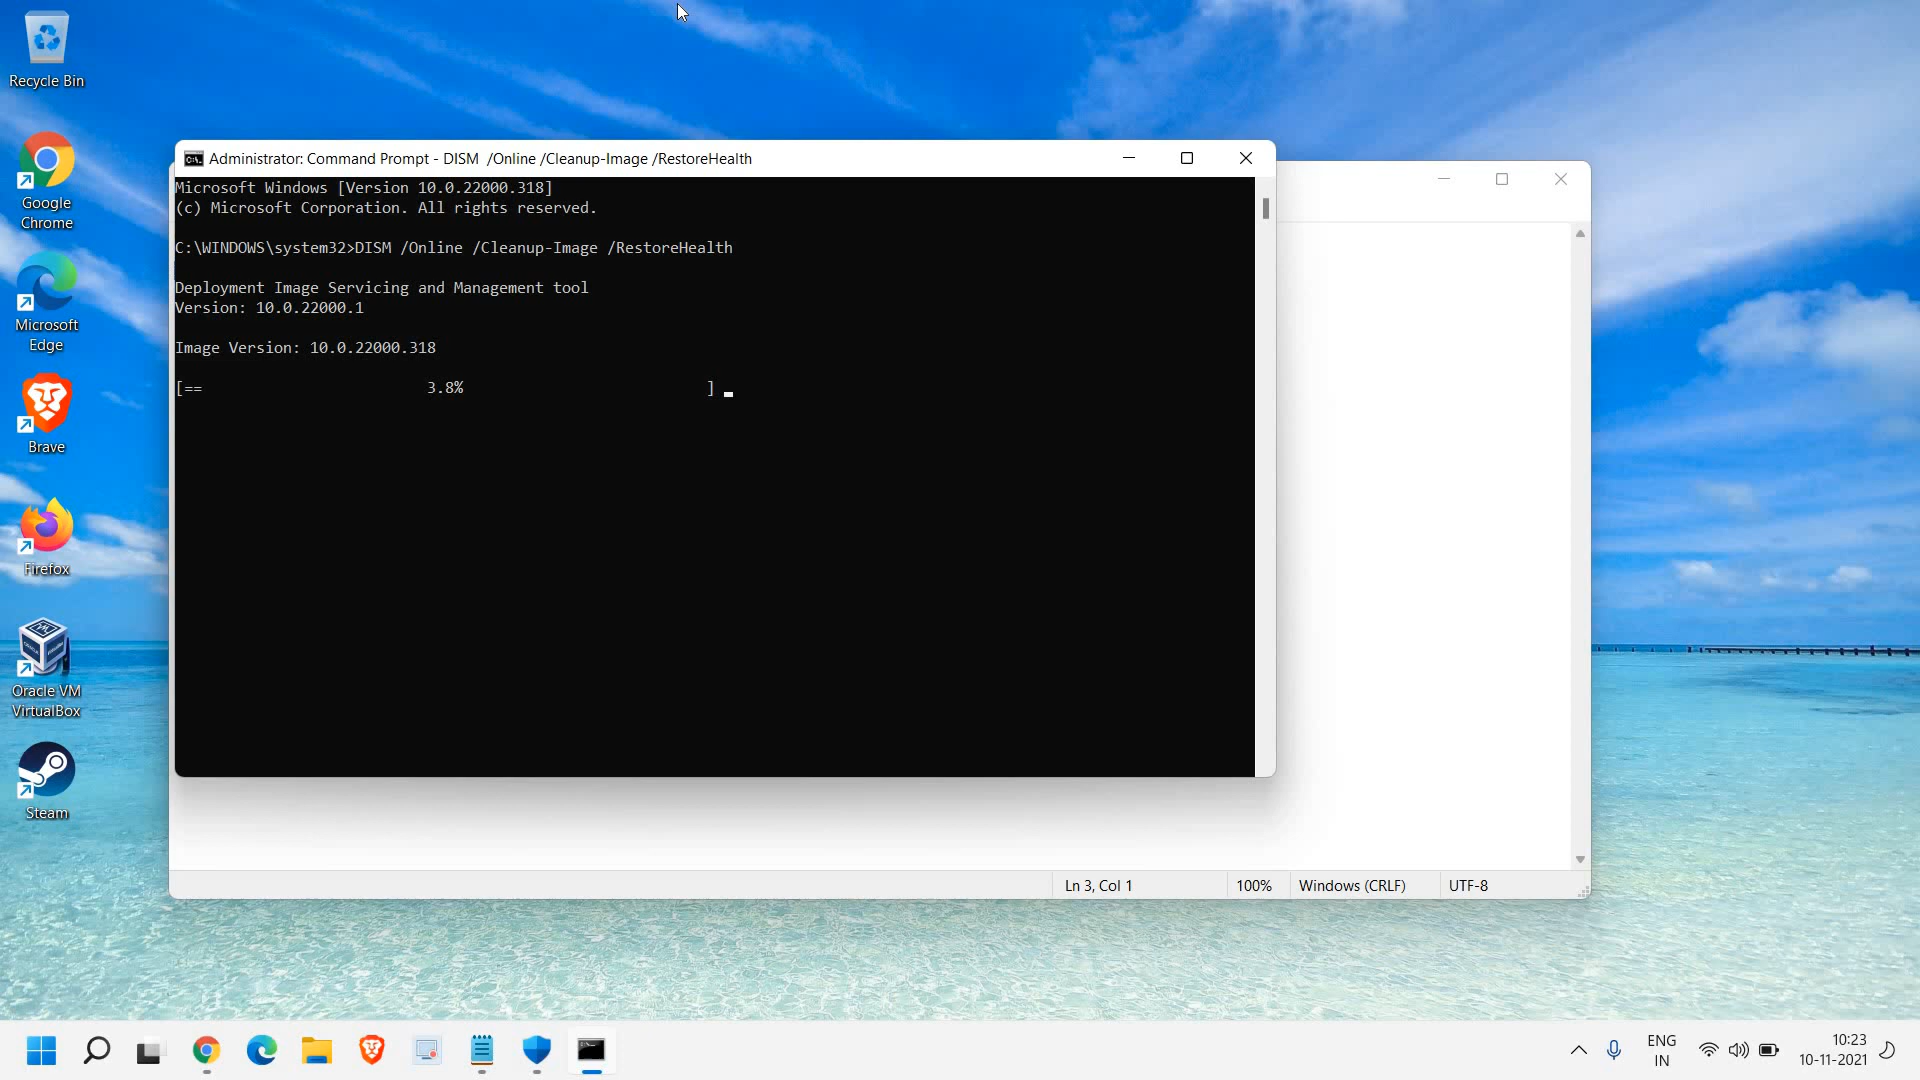 Recycle Bin
Google
Chrome
Microsoft
Edge
Brave
Firefox
Oracle VM
VirtualBox
Steam
Administrator: Command Prompt - DISM  /Online /Cleanup-Image /RestoreHealth
Microsoft Windows [Version 10.0.22000.318]
(c) Microsoft Corporation. All rights reserved.
C:\WINDOWS\system32>DISM /Online /Cleanup-Image /RestoreHealth
Deployment Image Servicing and Management tool
Version: 10.0.22000.1
Image Version: 10.0.22000.318
[==                          3.8%                           ]
Ln 3, Col 1
100%
Windows (CRLF)
UTF-8
ENG
IN
10:23
10-11-2021